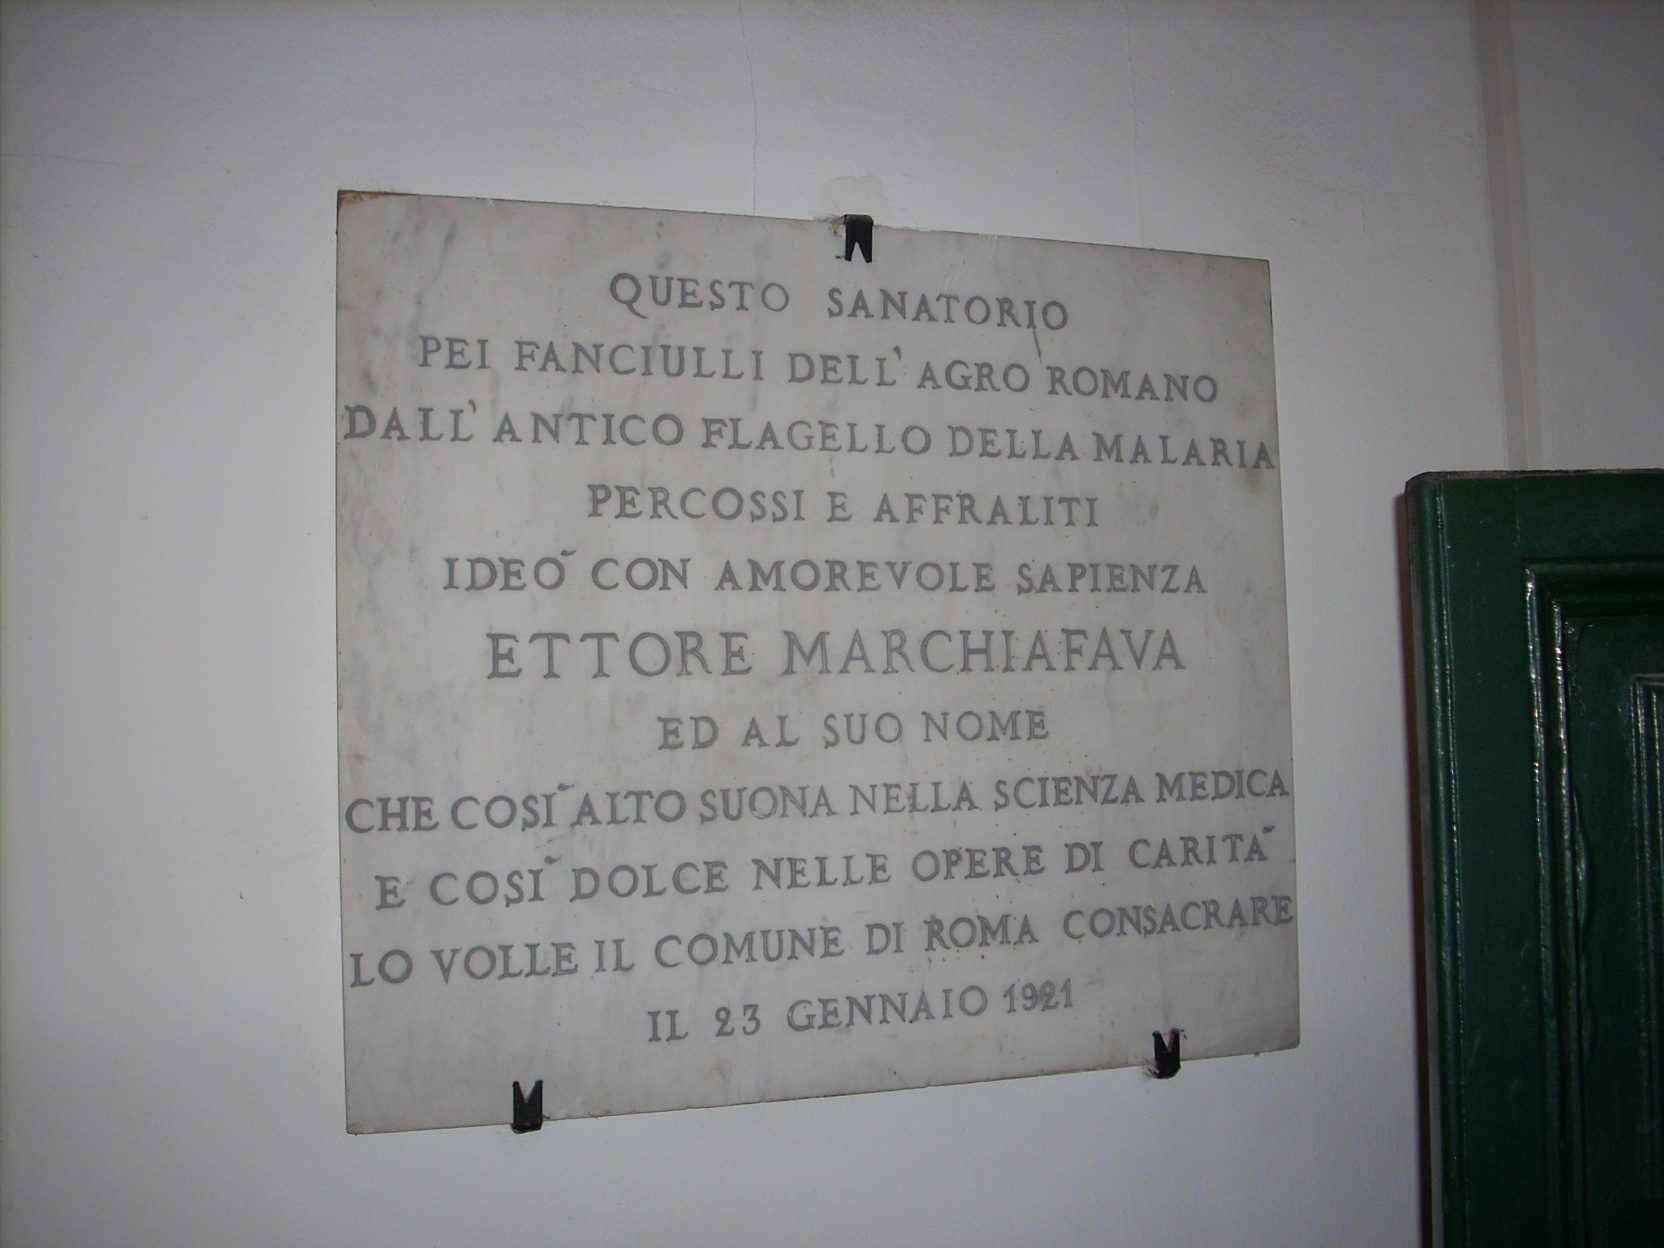 QUESTO SANATORIO
PEI FANCIULLI DELL' AGRO ROMANO
DALL' ANTICO FLAGELLO DELLA MALARIA
PERCOSSI E AFFRALITI
IDEÒ CON AMOREVOLE SAPIENZA
ETTORE MARCHIAFAVA
ED AL SUO NOME
CHE COSÌ ALTO SUONA NELLA SCIENZA MEDICA
E COSÌ DOLCE NELLE OPERE DI CARITÀ
LO VOLLE IL COMUNE DI ROMA CONSACRARE
IL 23 GENNAIO 1921